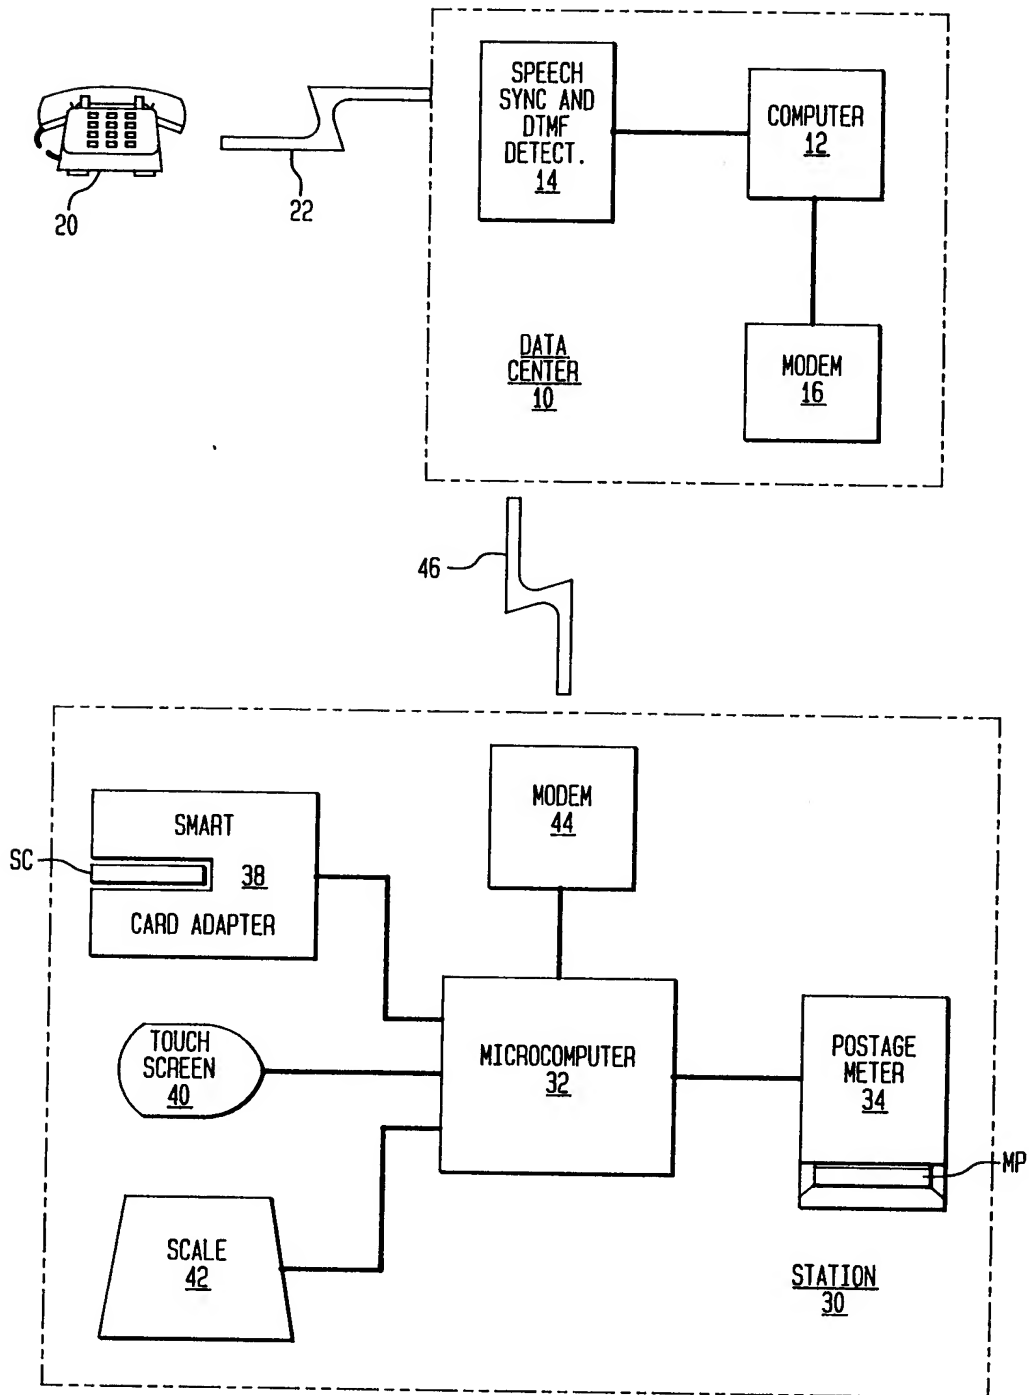 SPEECH
SYNC AND
DTMF
DETECT.
14
COMPUTER
12
20
22
DATA
CENTER
10
MODEM
16
46
SMART
38
CARD ADAPTER
SC
MODEM
44
TOUCH
SCREEN
40
MICROCOMPUTER
32
POSTAGE
METER
34
MP
SCALE
42
STATION
30